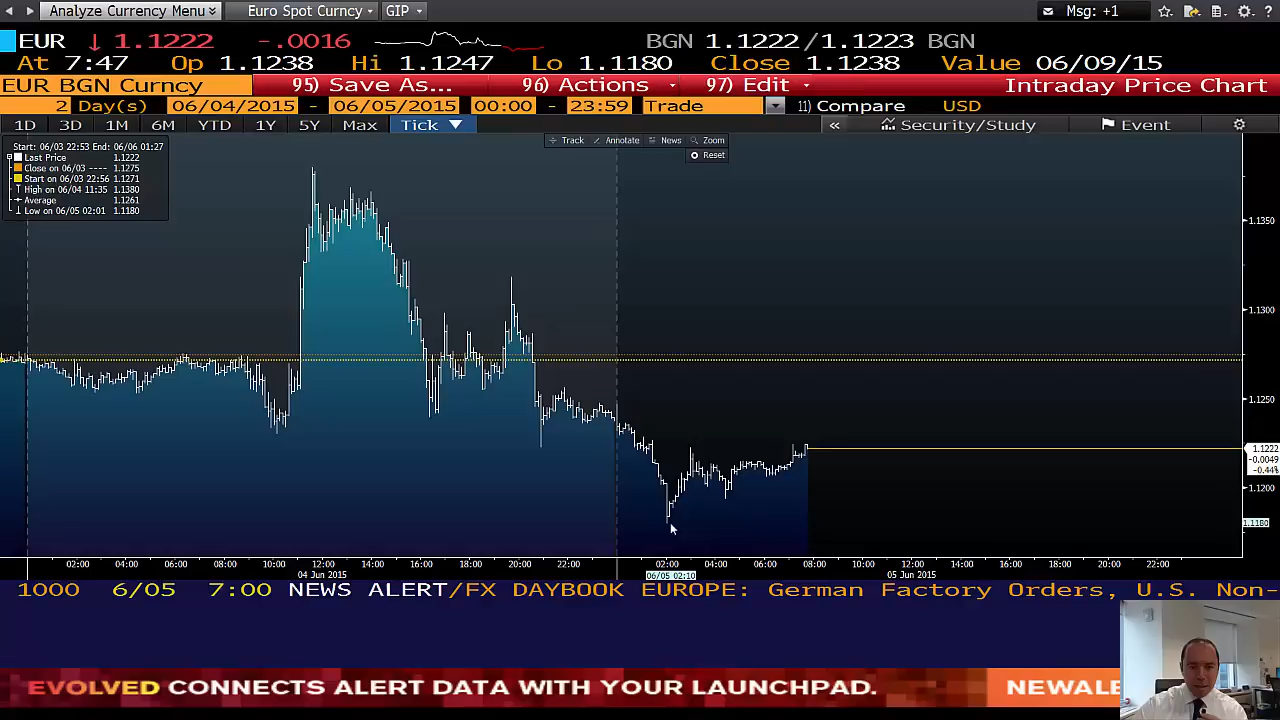 Analyze Currency Menu Euro Spot Curncy GIP Msg: +1 ?
EUR ↓ 1.1222 -.0016 BGN 1.1222/1.1223 BGN
At 7:47 Op 1.1238 Hi 1.1247 Lo 1.1180 Close 1.1238 Value 06/09/15
EUR BGN Curncy 95) Save As... 96) Actions 97) Edit Intraday Price Chart
2 Day(s) 06/04/2015 - 06/05/2015 00:00 - 23:59 Trade 11) Compare USD
1D 3D 1M 6M YTD 1Y 5Y Max Tick ▼ « Security/Study Event
Track Annotate News Zoom
Reset
Start: 06/03 22:53 End: 06/06 01:27
Last Price 1.1222
Close on 06/03 ---- 1.1275
Start on 06/03 22:56 1.1271
High on 06/04 11:35 1.1380
Average 1.1261
Low on 06/05 02:01 1.1180
1.1350
1.1300
1.1250
1.1222
-0.0049
-0.44%
1.1200
1.1180
02:00 04:00 06:00 08:00 10:00 12:00 14:00 16:00 18:00 20:00 22:00 02:00 04:00 06:00 08:00 10:00 12:00 14:00 16:00 18:00 20:00 22:00
04 Jun 2015 06/05 02:10 05 Jun 2015
1000 6/05 7:00 NEWS ALERT/FX DAYBOOK EUROPE: German Factory Orders, U.S. Non-
EVOLVED CONNECTS ALERT DATA WITH YOUR LAUNCHPAD. NEWALE